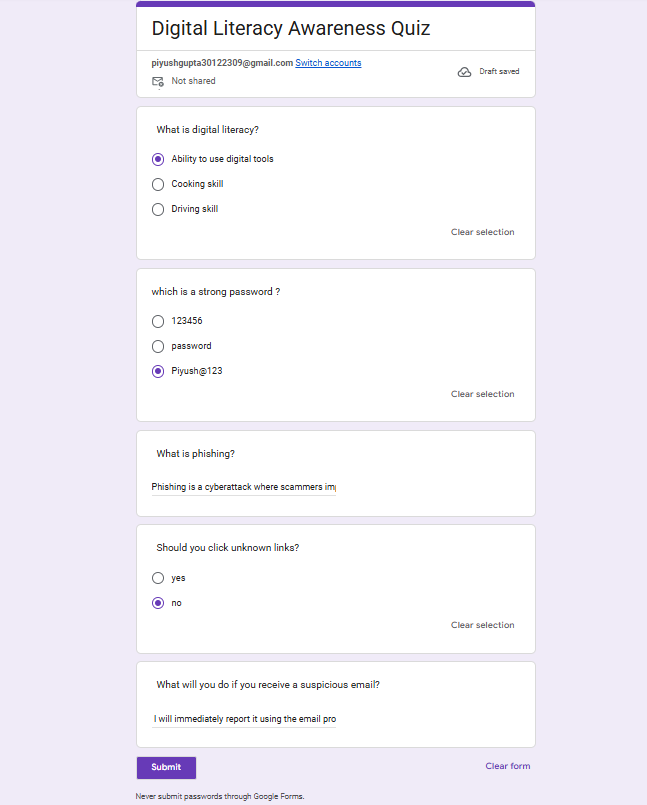 Digital Literacy Awareness Quiz
piyushgupta30122309@gmail.com Switch accounts
Draft saved
Not shared
What is digital literacy?
Ability to use digital tools
Cooking skill
Driving skill
Clear selection
which is a strong password ?
123456
password
Piyush@123
Clear selection
What is phishing?
Phishing is a cyberattack where scammers im
Should you click unknown links?
yes
no
Clear selection
What will you do if you receive a suspicious email?
I will immediately report it using the email pro
Submit
Clear form
Never submit passwords through Google Forms.